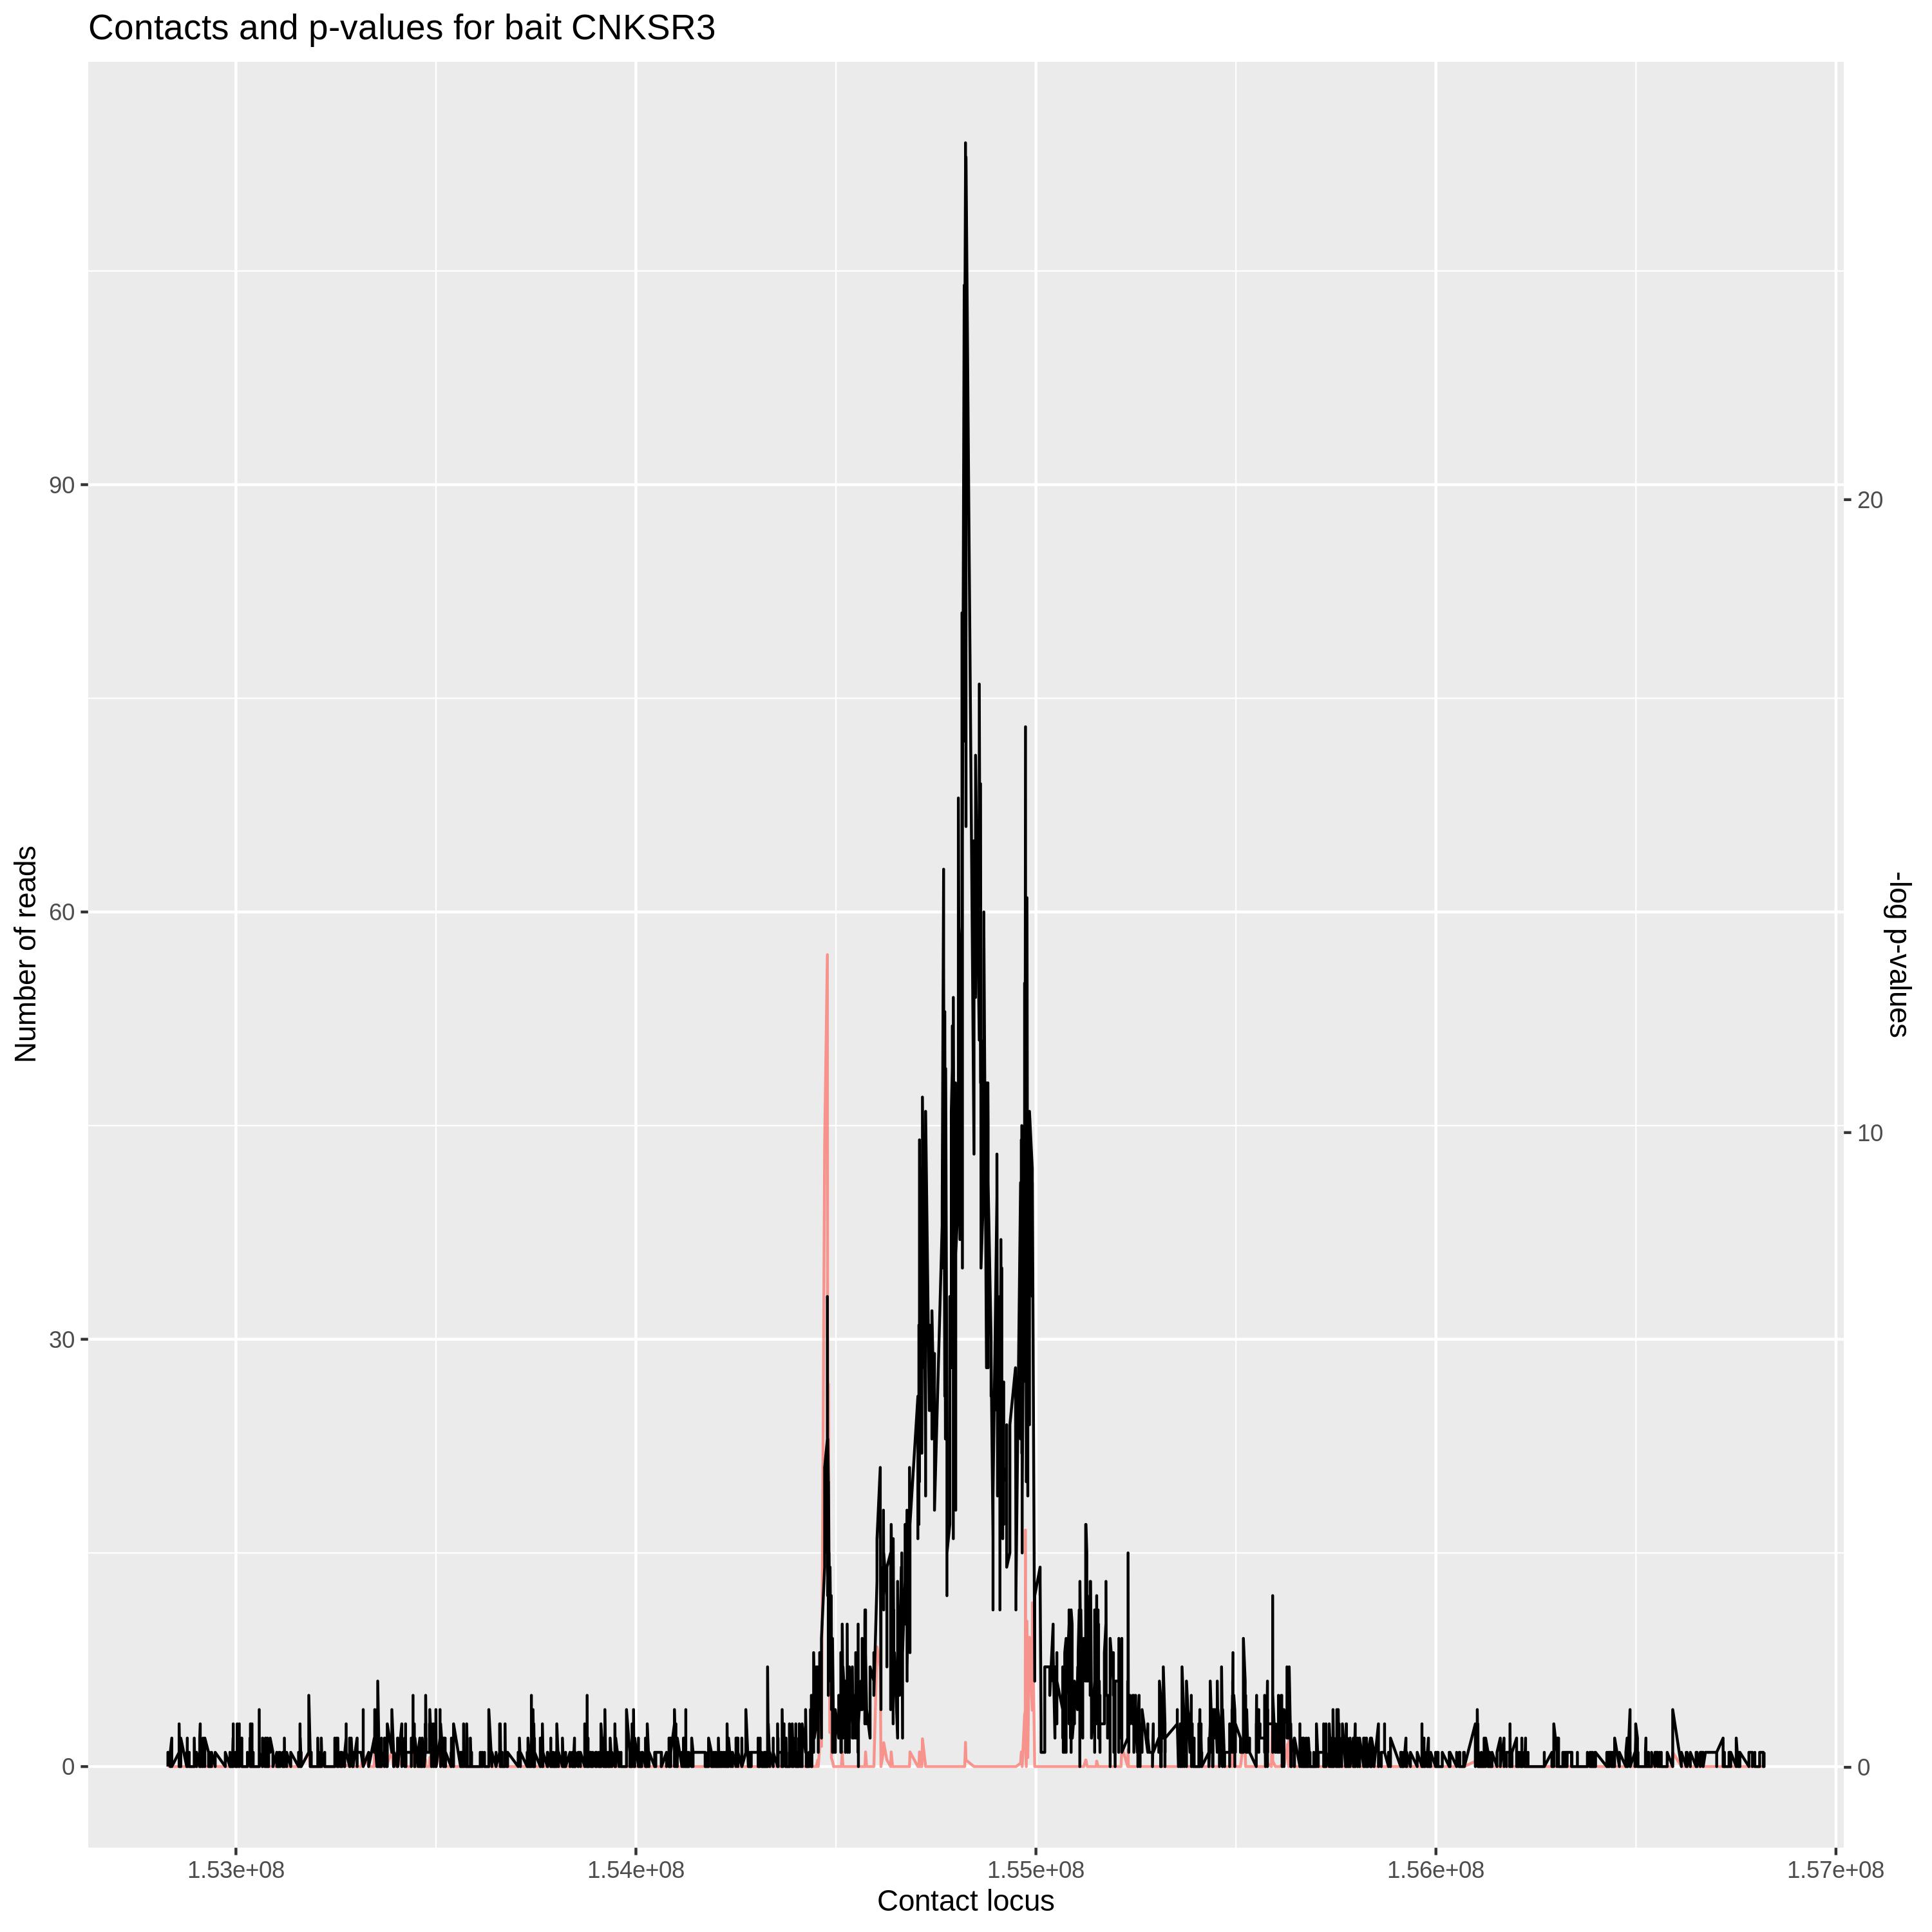 Contacts and p-values for bait CNKSR3
Number of reads
90
60
30
0
20
10
0
-log p-values
1.53e+08
1.54e+08
1.55e+08
1.56e+08
1.57e+08
Contact locus